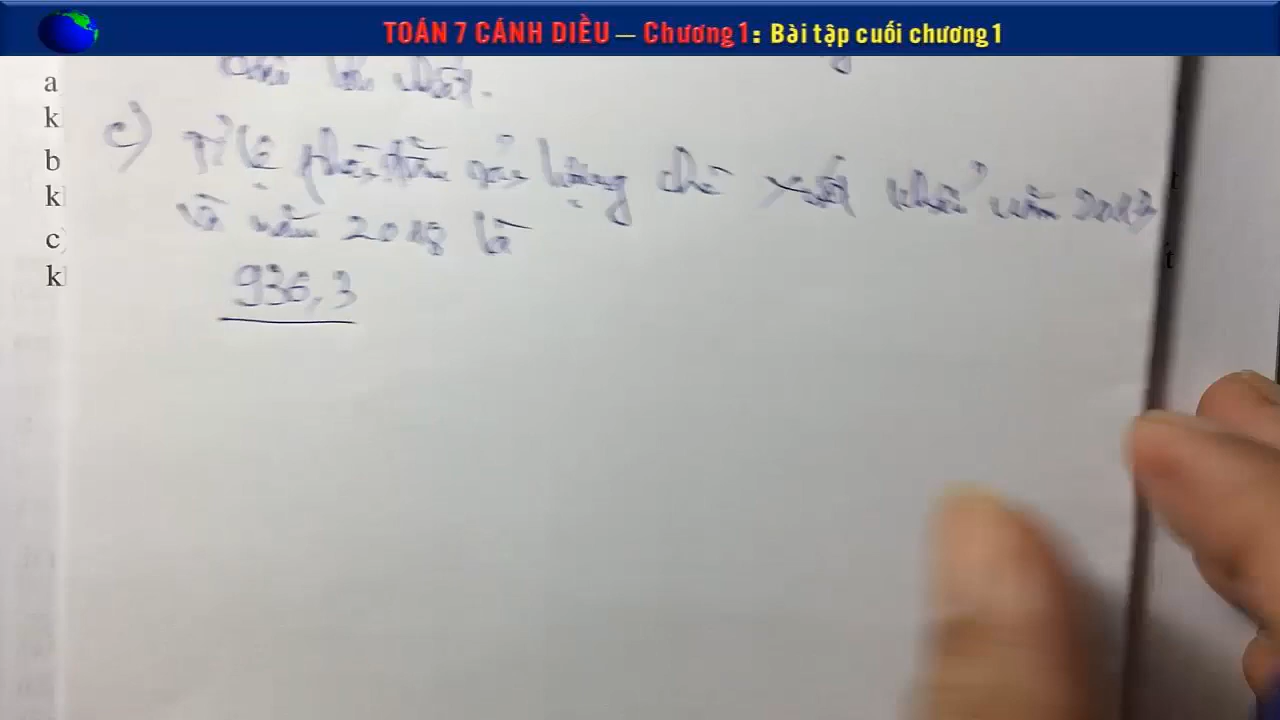 TOÁN 7 CÁNH DIỀU — Chương 1: Bài tập cuối chương 1
a
k
b
k
c)
k
c) Tỉ lệ phần trăm lượng chè xuất khẩu năm 2017
và năm 2018 là
936,3